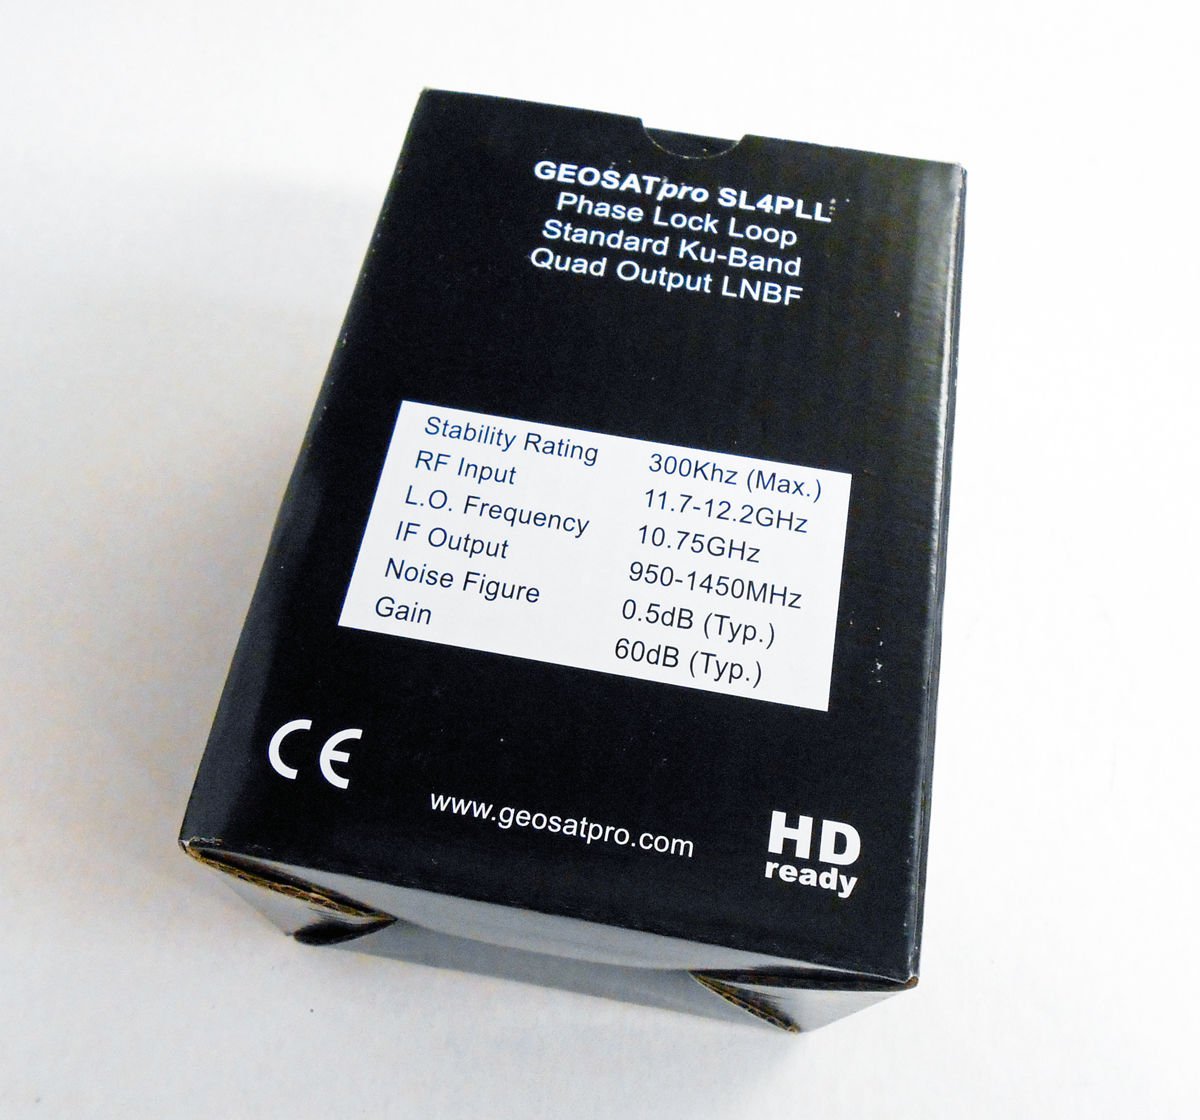 GEOSATpro SL4PLL
Phase Lock Loop
Standard Ku-Band
Quad Output LNBF
Stability Rating 300Khz (Max.)
RF Input 11.7-12.2GHz
L.O. Frequency 10.75GHz
IF Output 950-1450MHz
Noise Figure 0.5dB (Typ.)
Gain 60dB (Typ.)
CE
www.geosatpro.com
HD
ready